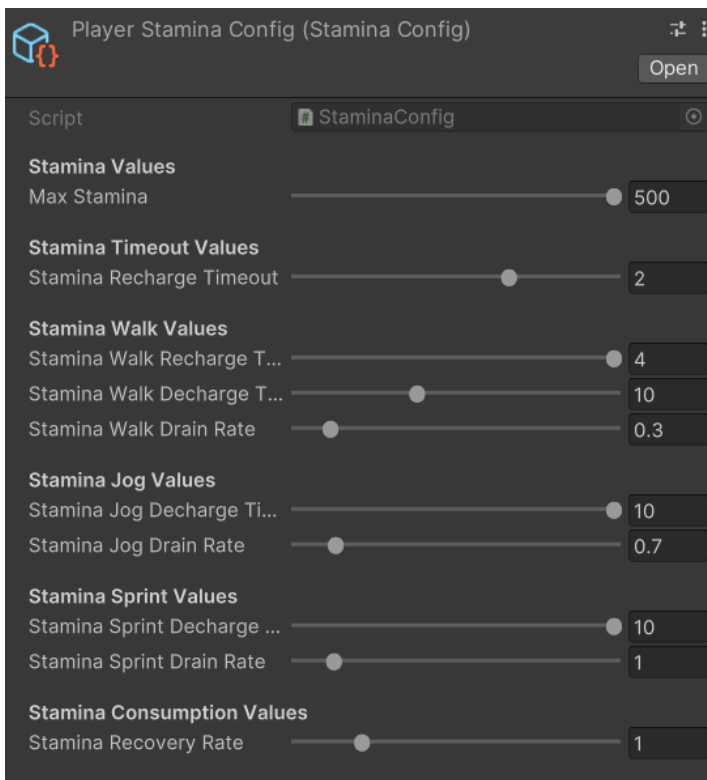 Player Stamina Config (Stamina Config)
Open
Script # StaminaConfig
Stamina Values
Max Stamina 500
Stamina Timeout Values
Stamina Recharge Timeout 2
Stamina Walk Values
Stamina Walk Recharge T... 4
Stamina Walk Decharge T... 10
Stamina Walk Drain Rate 0.3
Stamina Jog Values
Stamina Jog Decharge Ti... 10
Stamina Jog Drain Rate 0.7
Stamina Sprint Values
Stamina Sprint Decharge ... 10
Stamina Sprint Drain Rate 1
Stamina Consumption Values
Stamina Recovery Rate 1